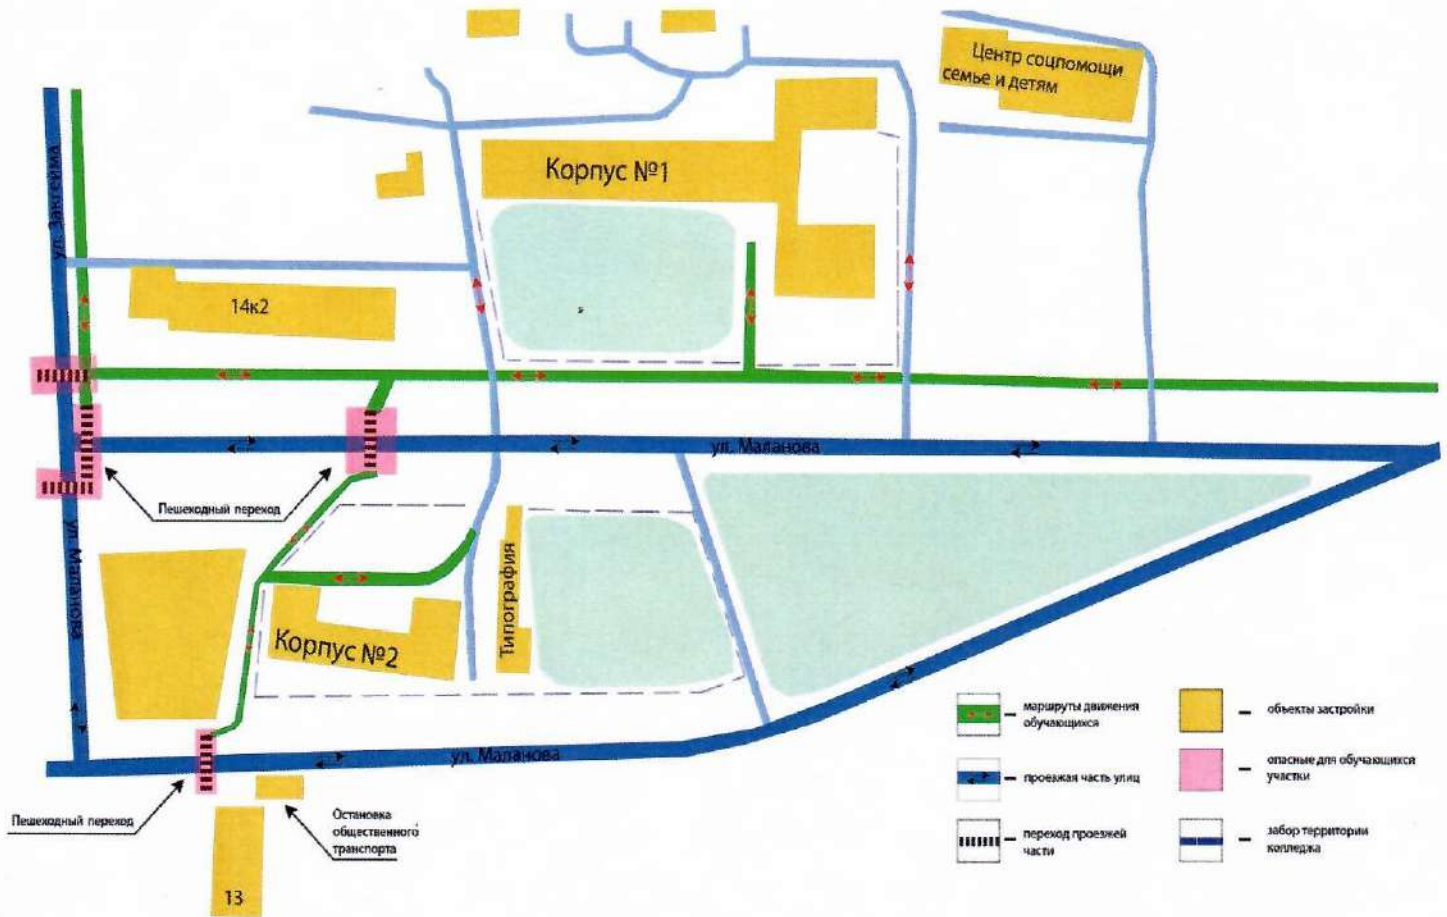 Центр соцпомощи
семье и детям
Корпус №1
14к2
ул. Маланова
Пешеходный переход
ул. Маланова
Типография
Корпус №2
ул. Маланова
Пешеходный переход
Остановка
общественного
транспорта
13
маршруты движения
обучающихся
проезжая часть улиц
переход проезжей
части
объекты застройки
опасные для обучающихся
участки
забор территории
колледжа